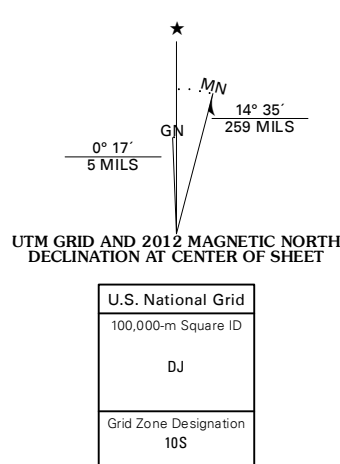 ★
MN
GN
14° 35´
259 MILS
0° 17´
5 MILS
UTM GRID AND 2012 MAGNETIC NORTH
DECLINATION AT CENTER OF SHEET
U.S. National Grid
100,000-m Square ID
DJ
Grid Zone Designation
10S